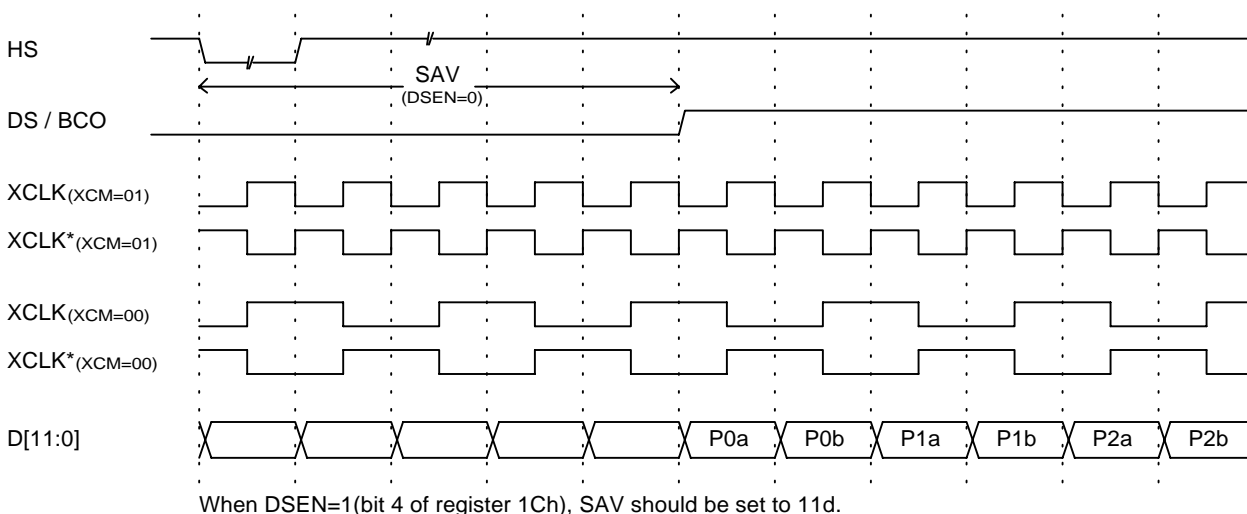 HS
SAV
(DSEN=0)
DS / BCO
XCLK(XCM=01)
XCLK*(XCM=01)
XCLK(XCM=00)
XCLK*(XCM=00)
D[11:0] P0a P0b P1a P1b P2a P2b
When DSEN=1(bit 4 of register 1Ch), SAV should be set to 11d.